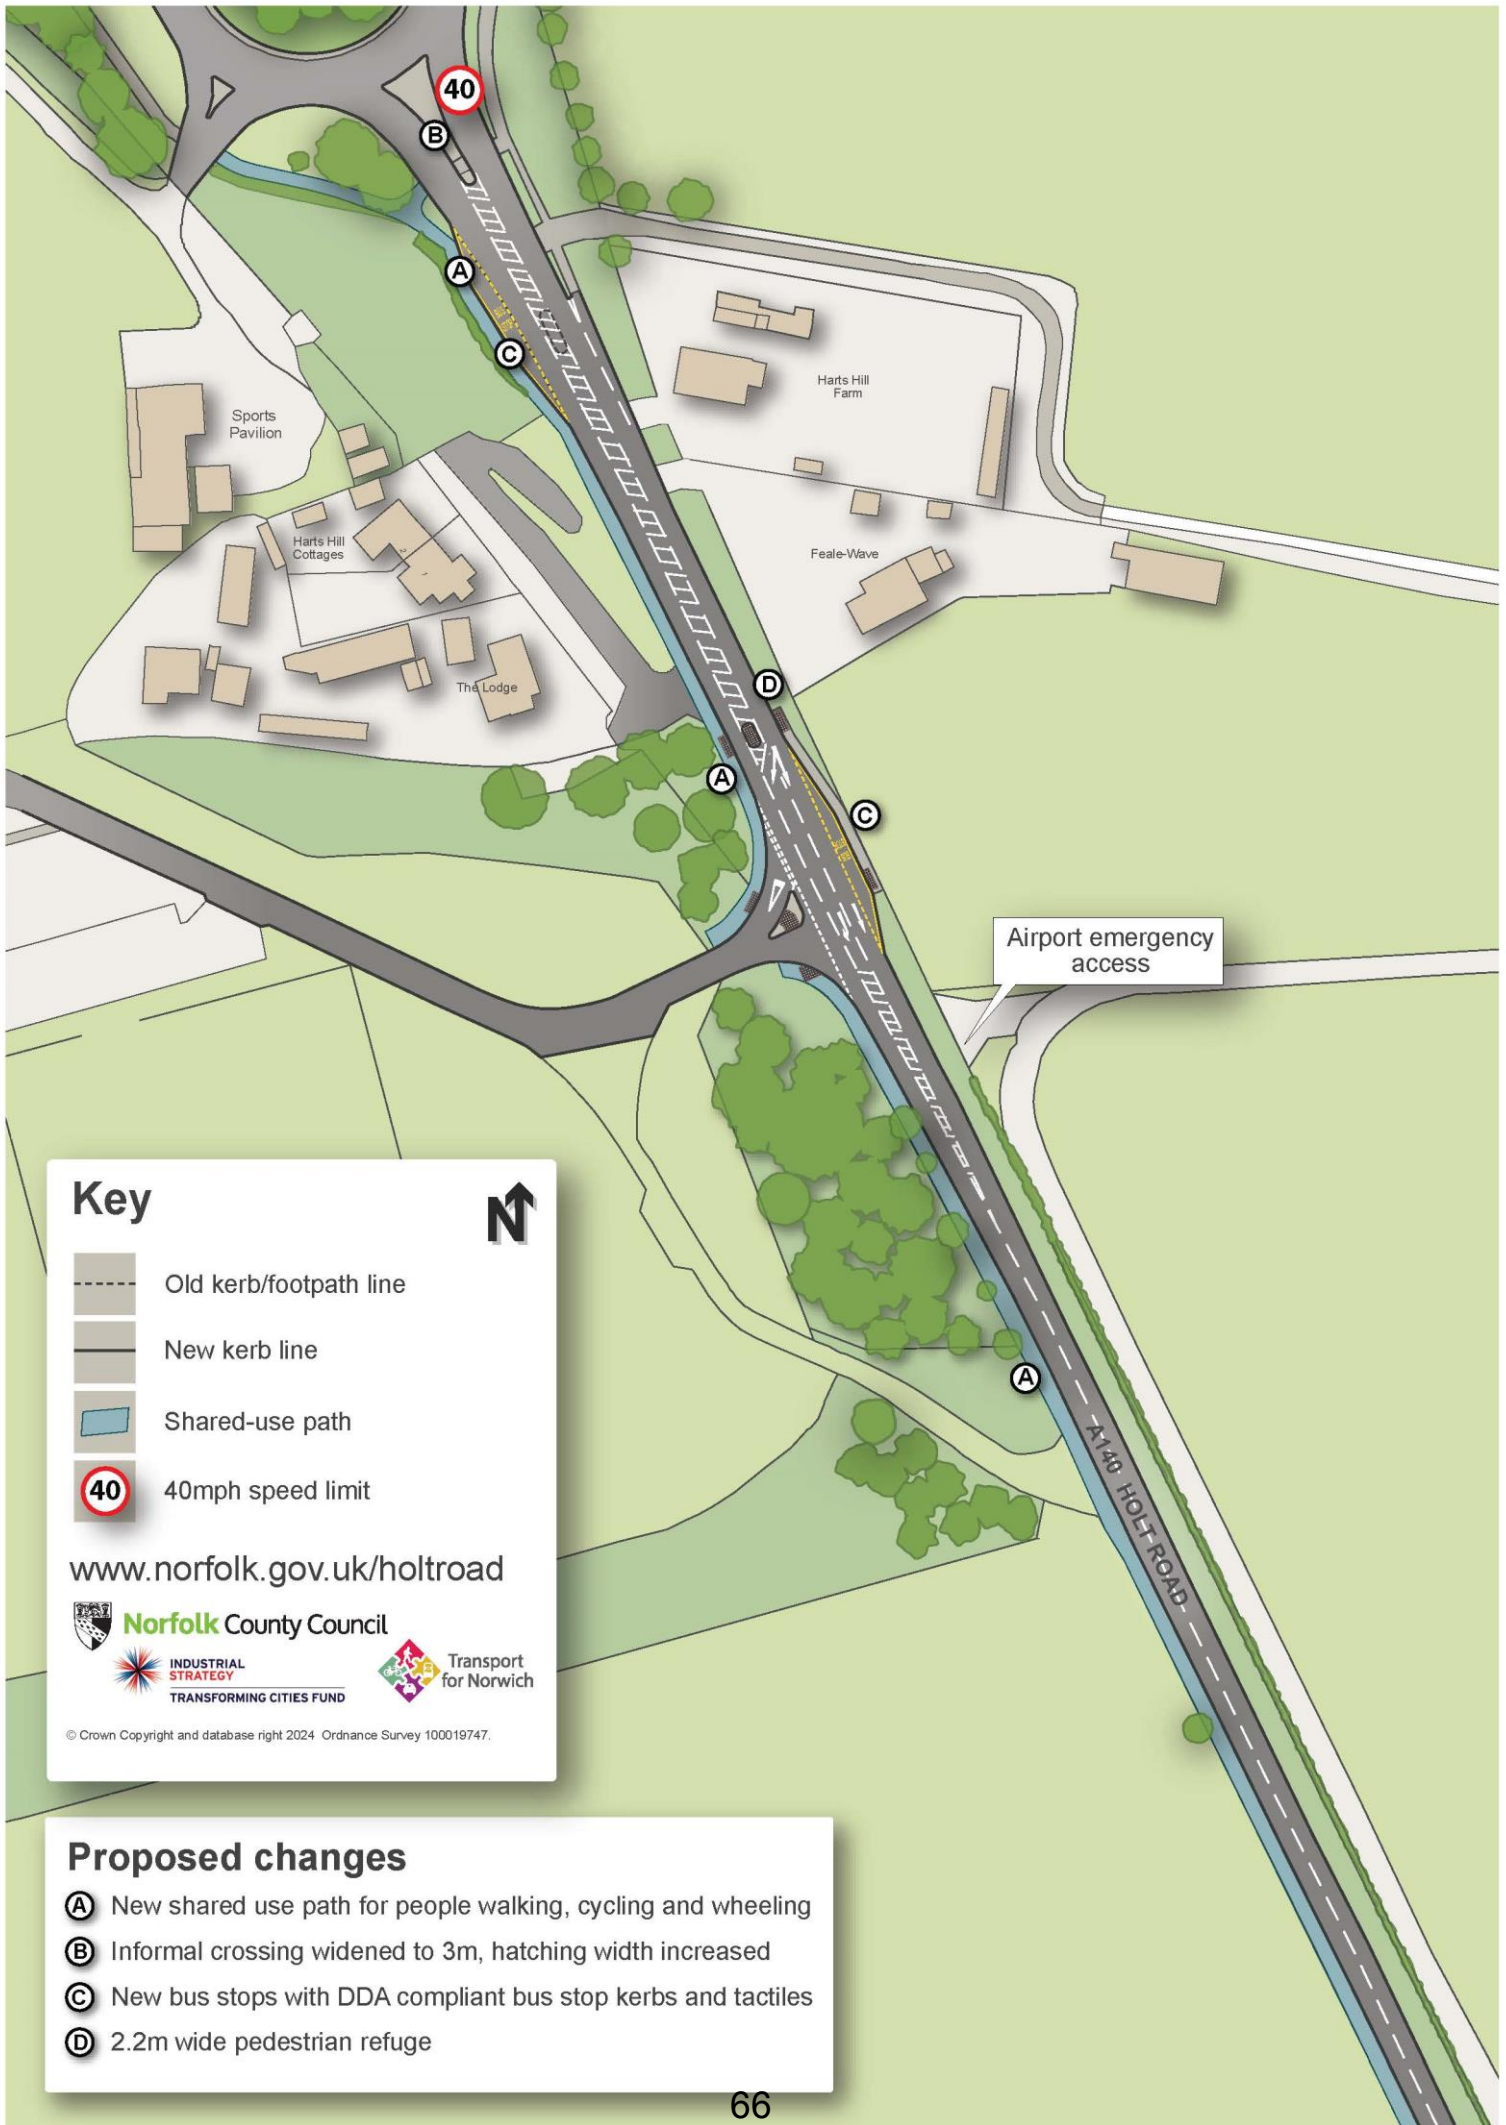 40
B
A
C
Harts Hill
Farm
Sports
Pavilion
Harts Hill
Cottages
2
1
Feale-Wave
The Lodge
D
A
C
Airport emergency
access
A
A140 HOLT ROAD
Key
N
Old kerb/footpath line
New kerb line
Shared-use path
40
40mph speed limit
www.norfolk.gov.uk/holtroad
Norfolk County Council
INDUSTRIAL
STRATEGY
TRANSFORMING CITIES FUND
Transport
for Norwich
© Crown Copyright and database right 2024 Ordnance Survey 100019747.
Proposed changes
A New shared use path for people walking, cycling and wheeling
B Informal crossing widened to 3m, hatching width increased
C New bus stops with DDA compliant bus stop kerbs and tactiles
D 2.2m wide pedestrian refuge
66